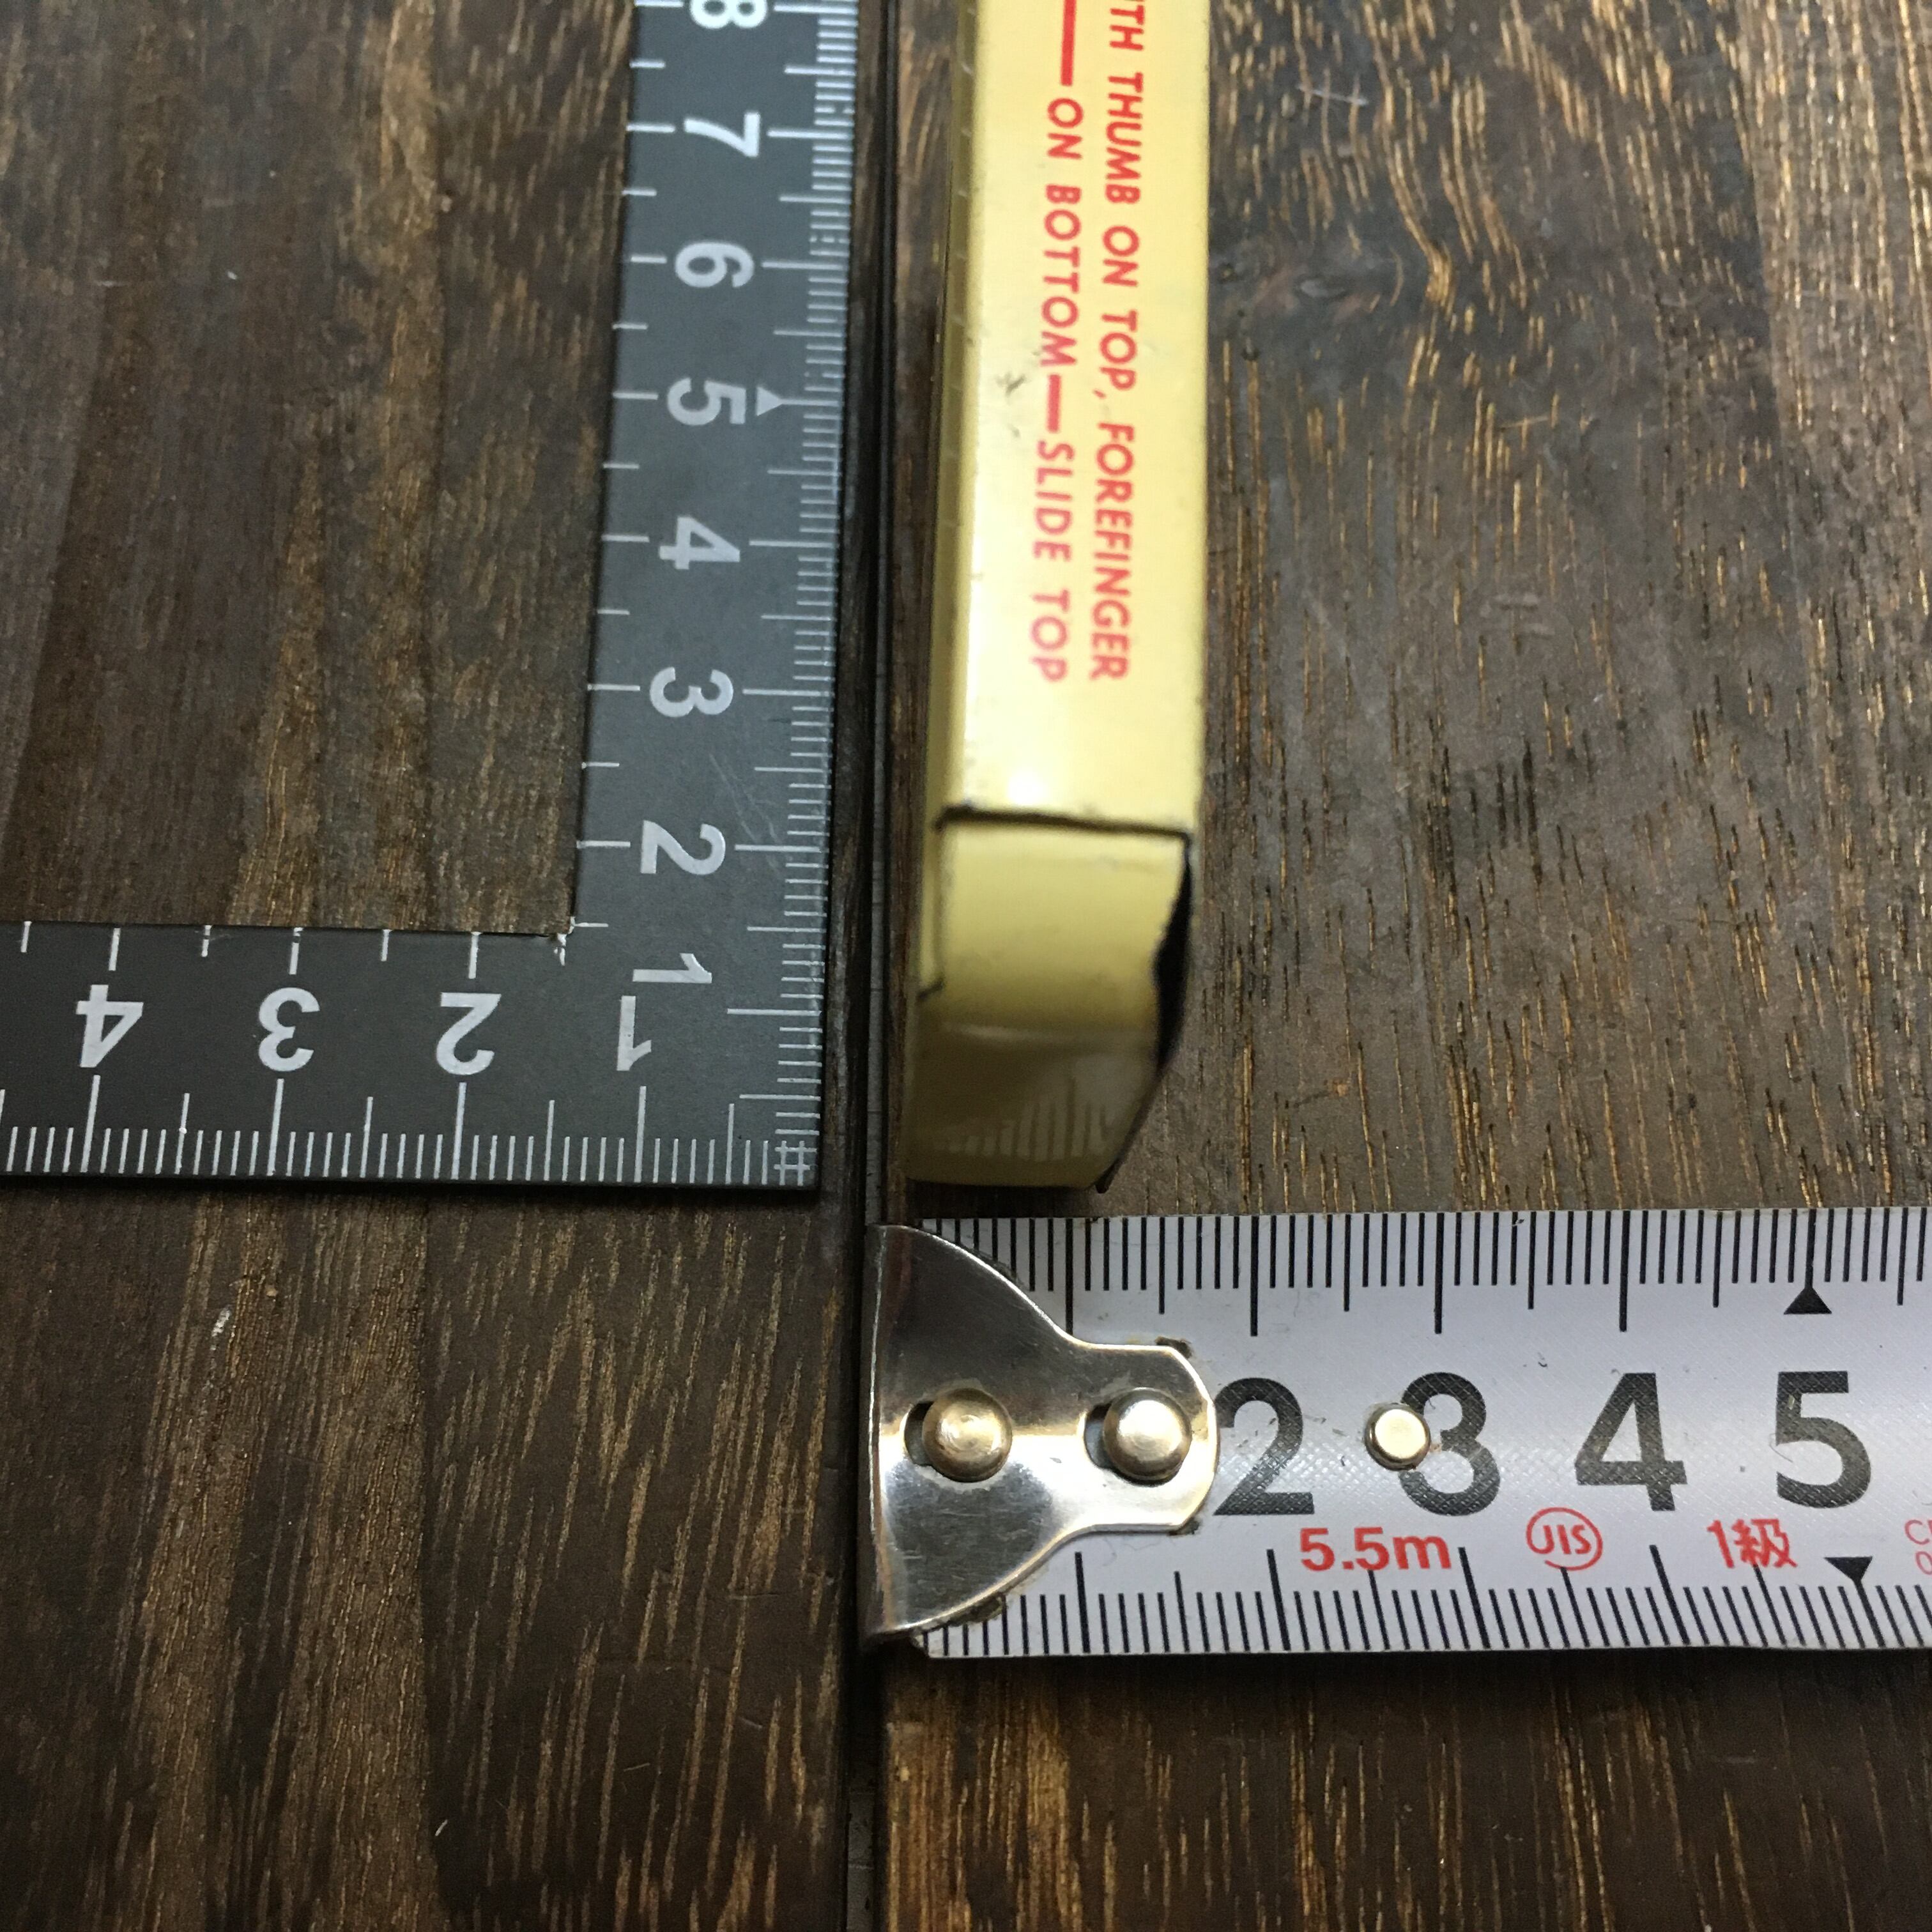 TH THUMB ON TOP, FOREFINGER
— ON BOTTOM—SLIDE TOP
8
7
6
5
4
3
2
1
4 3 2 1
2 3 4 5
5.5m JIS 1級